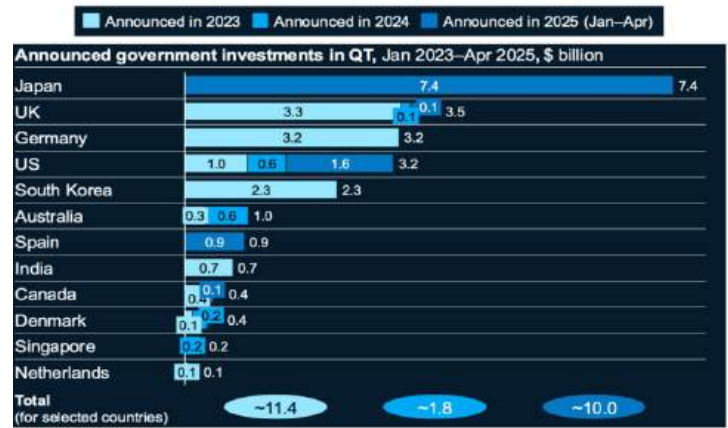 Announced in 2023 Announced in 2024 Announced in 2025 (Jan–Apr)
Announced government investments in QT, Jan 2023–Apr 2025, $ billion
Japan 7.4 7.4
UK 3.3 0.1 0.1 3.5
Germany 3.2 3.2
US 1.0 0.6 1.6 3.2
South Korea 2.3 2.3
Australia 0.3 0.6 1.0
Spain 0.9 0.9
India 0.7 0.7
Canada 0.4 0.1 0.4
Denmark 0.1 0.2 0.4
Singapore 0.2 0.2
Netherlands 0.1 0.1
Total
(for selected countries) ~11.4 ~1.8 ~10.0